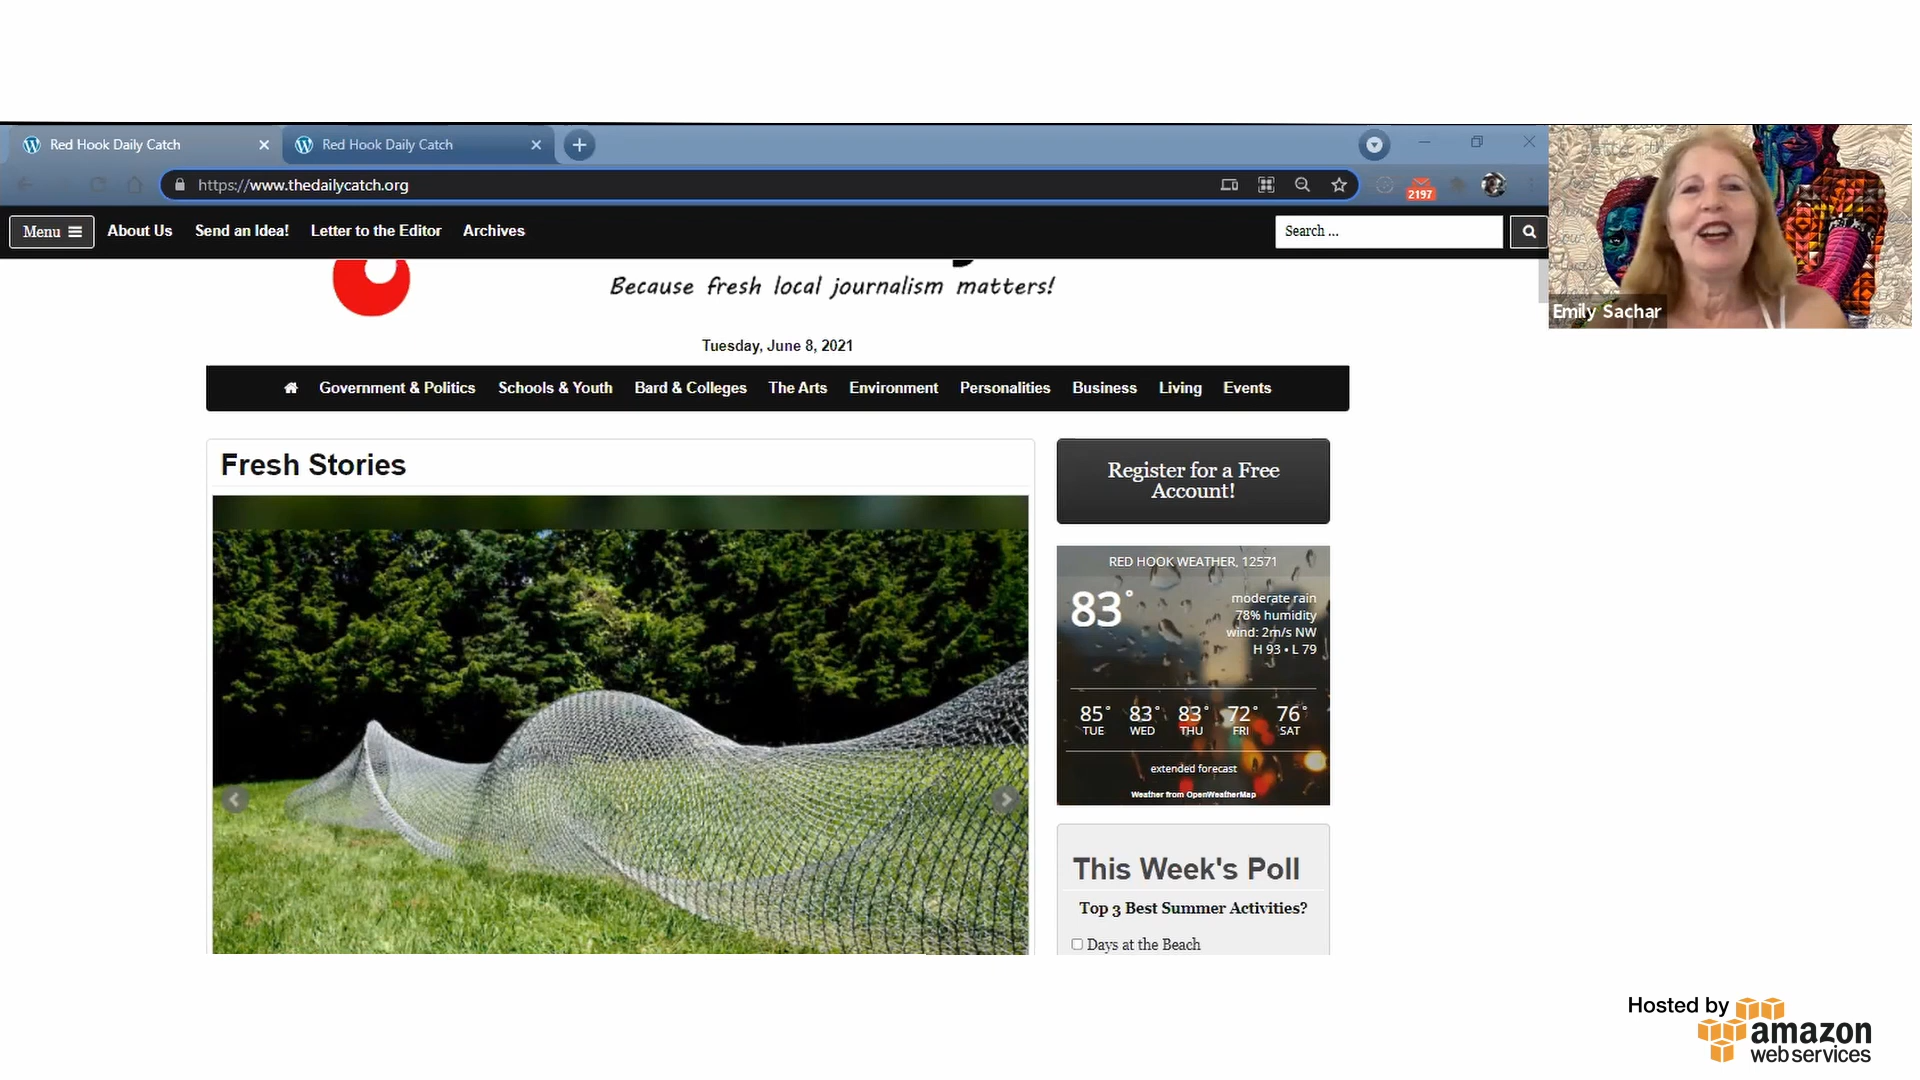 Red Hook Daily Catch
Red Hook Daily Catch
https://www.thedailycatch.org
2197
Menu
About Us
Send an Idea!
Letter to the Editor
Archives
Search ...
Emily Sachar
Because fresh local journalism matters!
Tuesday, June 8, 2021
Government & Politics
Schools & Youth
Bard & Colleges
The Arts
Environment
Personalities
Business
Living
Events
Fresh Stories
Register for a Free
Account!
RED HOOK WEATHER, 12571
83°
moderate rain
78% humidity
wind: 2m/s NW
H 93 • L 79
85° 83° 83° 72° 76°
TUE WED THU FRI SAT
extended forecast
Weather from OpenWeatherMap
This Week's Poll
Top 3 Best Summer Activities?
Days at the Beach
Hosted by
amazon
webservices